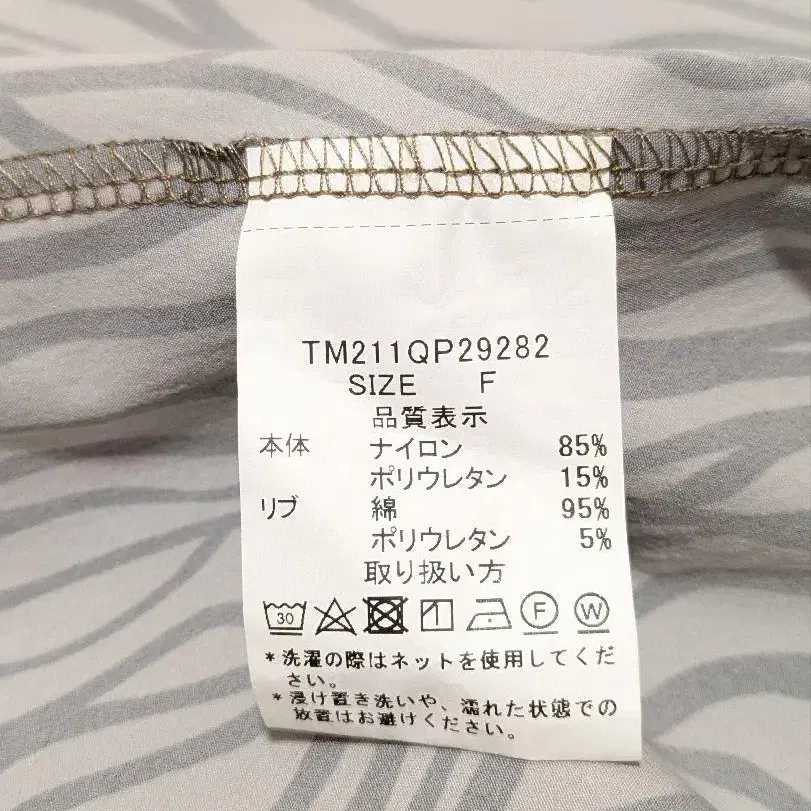 TM211QP29282
SIZE F
品質表示
本体 ナイロン 85%
ポリウレタン 15%
リブ 綿 95%
ポリウレタン 5%
取り扱い方
30 F W
*洗濯の際はネットを使用してくだ
さい。
*浸け置き洗いや、濡れた状態での
放置はお避けください。